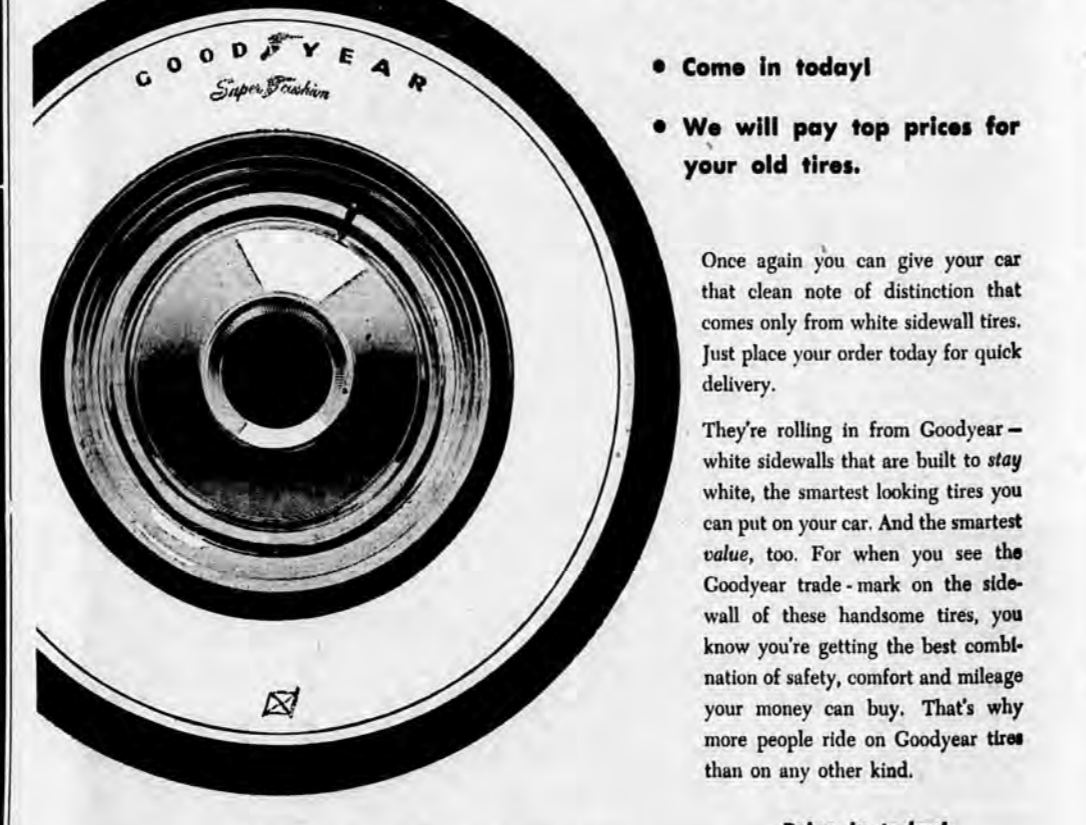 GOODYEAR
Super Cushion
• Come in today!
• We will pay top prices for
your old tires.
Once again you can give your car
that clean note of distinction that
comes only from white sidewall tires.
Just place your order today for quick
delivery.
They're rolling in from Goodyear —
white sidewalls that are built to stay
white, the smartest looking tires you
can put on your car. And the smartest
value, too. For when you see the
Goodyear trade - mark on the side-
wall of these handsome tires, you
know you're getting the best combi-
nation of safety, comfort and mileage
your money can buy. That's why
more people ride on Goodyear tires
than on any other kind.